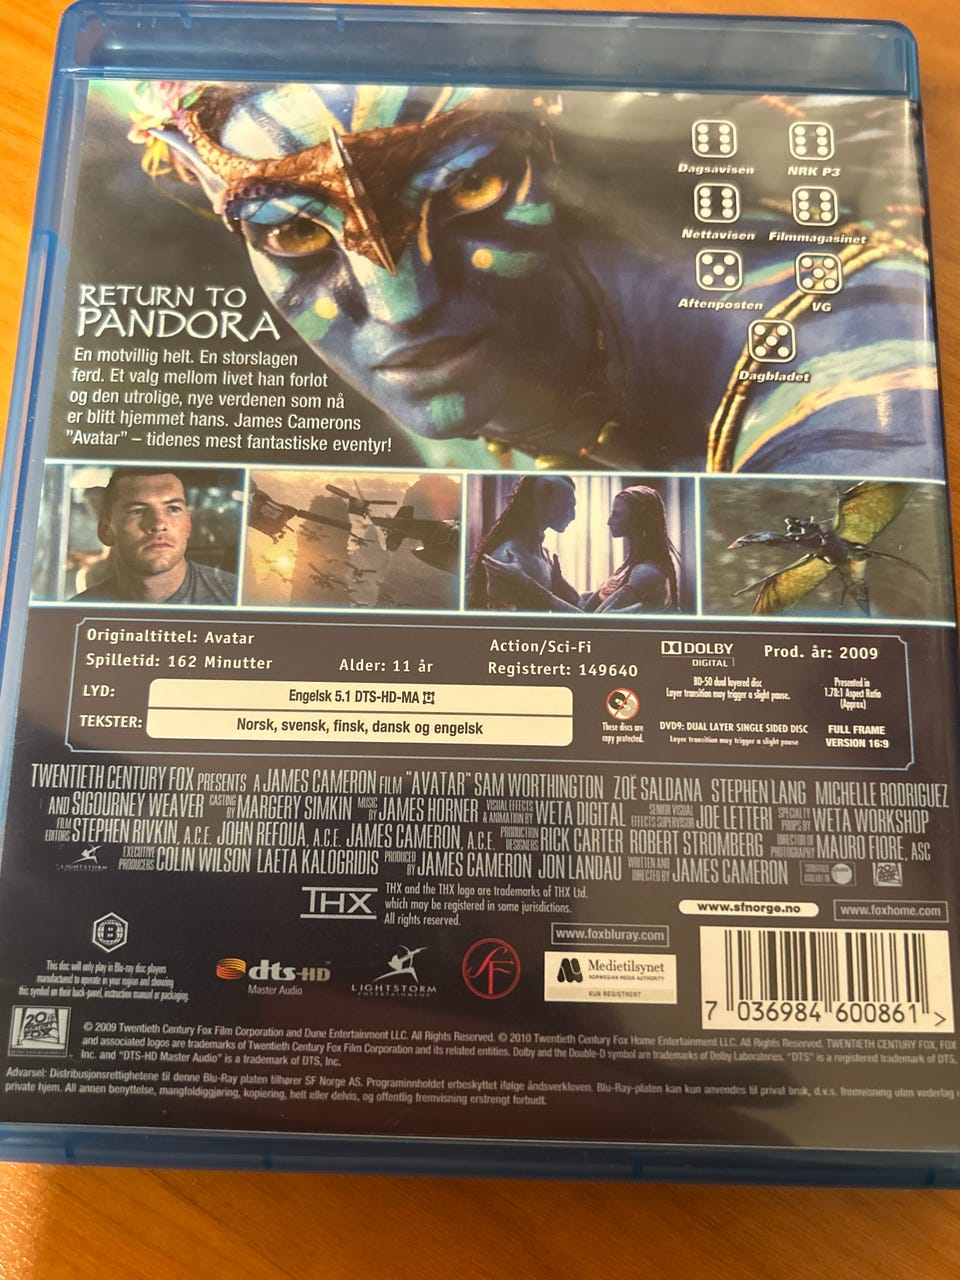 Dagsavisen
NRK P3
Nettavisen
Filmmagasinet
Aftenposten
VG
Dagbladet
RETURN TO
PANDORA
En motvillig helt. En storslagen
ferd. Et valg mellom livet han forlot
og den utrolige, nye verdenen som nå
er blitt hjemmet hans. James Camerons
"Avatar" – tidenes mest fantastiske eventyr!
Originaltittel: Avatar
Spilletid: 162 Minutter
Alder: 11 år
Action/Sci-Fi
Registrert: 149640
DOLBY
DIGITAL
Prod. år: 2009
LYD:
Engelsk 5.1 DTS-HD-MA
TEKSTER:
Norsk, svensk, finsk, dansk og engelsk
These discs are
copy protected.
BD-50 dual layered disc
Layer transition may trigger a slight pause.
DVD9: DUAL LAYER SINGLE SIDED DISC
Layer transition may trigger a slight pause
Presented in
1.78:1 Aspect Ratio
(Approx)
FULL FRAME
VERSION 16:9
TWENTIETH CENTURY FOX PRESENTS A JAMES CAMERON FILM "AVATAR" SAM WORTHINGTON ZOË SALDANA STEPHEN LANG MICHELLE RODRIGUEZ
AND SIGOURNEY WEAVER CASTING BY MARGERY SIMKIN MUSIC BY JAMES HORNER VISUAL EFFECTS & ANIMATION BY WETA DIGITAL SENIOR VISUAL EFFECTS SUPERVISOR JOE LETTERI SPECIALTY PROPS BY WETA WORKSHOP
FILM EDITORS STEPHEN RIVKIN, A.C.E. JOHN REFOUA, A.C.E. JAMES CAMERON, A.C.E. PRODUCTION DESIGNERS RICK CARTER ROBERT STROMBERG DIRECTOR OF PHOTOGRAPHY MAURO FIORE, ASC
LIGHTSTORM
EXECUTIVE PRODUCERS COLIN WILSON LAETA KALOGRIDIS PRODUCED BY JAMES CAMERON JON LANDAU WRITTEN AND DIRECTED BY JAMES CAMERON
THX
THX and the THX logo are trademarks of THX Ltd.
which may be registered in some jurisdictions.
All rights reserved.
www.sfnorge.no
www.foxhome.com
www.foxbluray.com
B
This disc will only play in Blu-ray disc players
manufactured to operate in your region and showing
this symbol on their back-panel, instruction manual or packaging.
dts-HD
Master Audio
LIGHTSTORM
ENTERTAINMENT
SF
Medietilsynet
NORWEGIAN MEDIA AUTHORITY
KUN REGISTRERT
7 036984 600861 >
20th
CENTURY
FOX
© 2009 Twentieth Century Fox Film Corporation and Dune Entertainment LLC. All Rights Reserved. © 2010 Twentieth Century Fox Home Entertainment LLC. All Rights Reserved. TWENTIETH CENTURY FOX, FOX
and associated logos are trademarks of Twentieth Century Fox Film Corporation and its related entities. Dolby and the Double-D symbol are trademarks of Dolby Laboratories. "DTS" is a registered trademark of DTS,
Inc. and "DTS-HD Master Audio" is a trademark of DTS, Inc.
Advarsel: Distribusjonsrettighetene til denne Blu-Ray platen tilhører SF Norge AS. Programinnholdet erbeskyttet ifølge åndsverkloven. Blu-Ray-platen kan kun anvendes til privat bruk, d.v.s. fremvisning uten vederlag i
private hjem. All annen benyttelse, mangfoldiggjøring, kopiering, helt eller delvis, og offentlig fremvisning erstrengt forbudt.